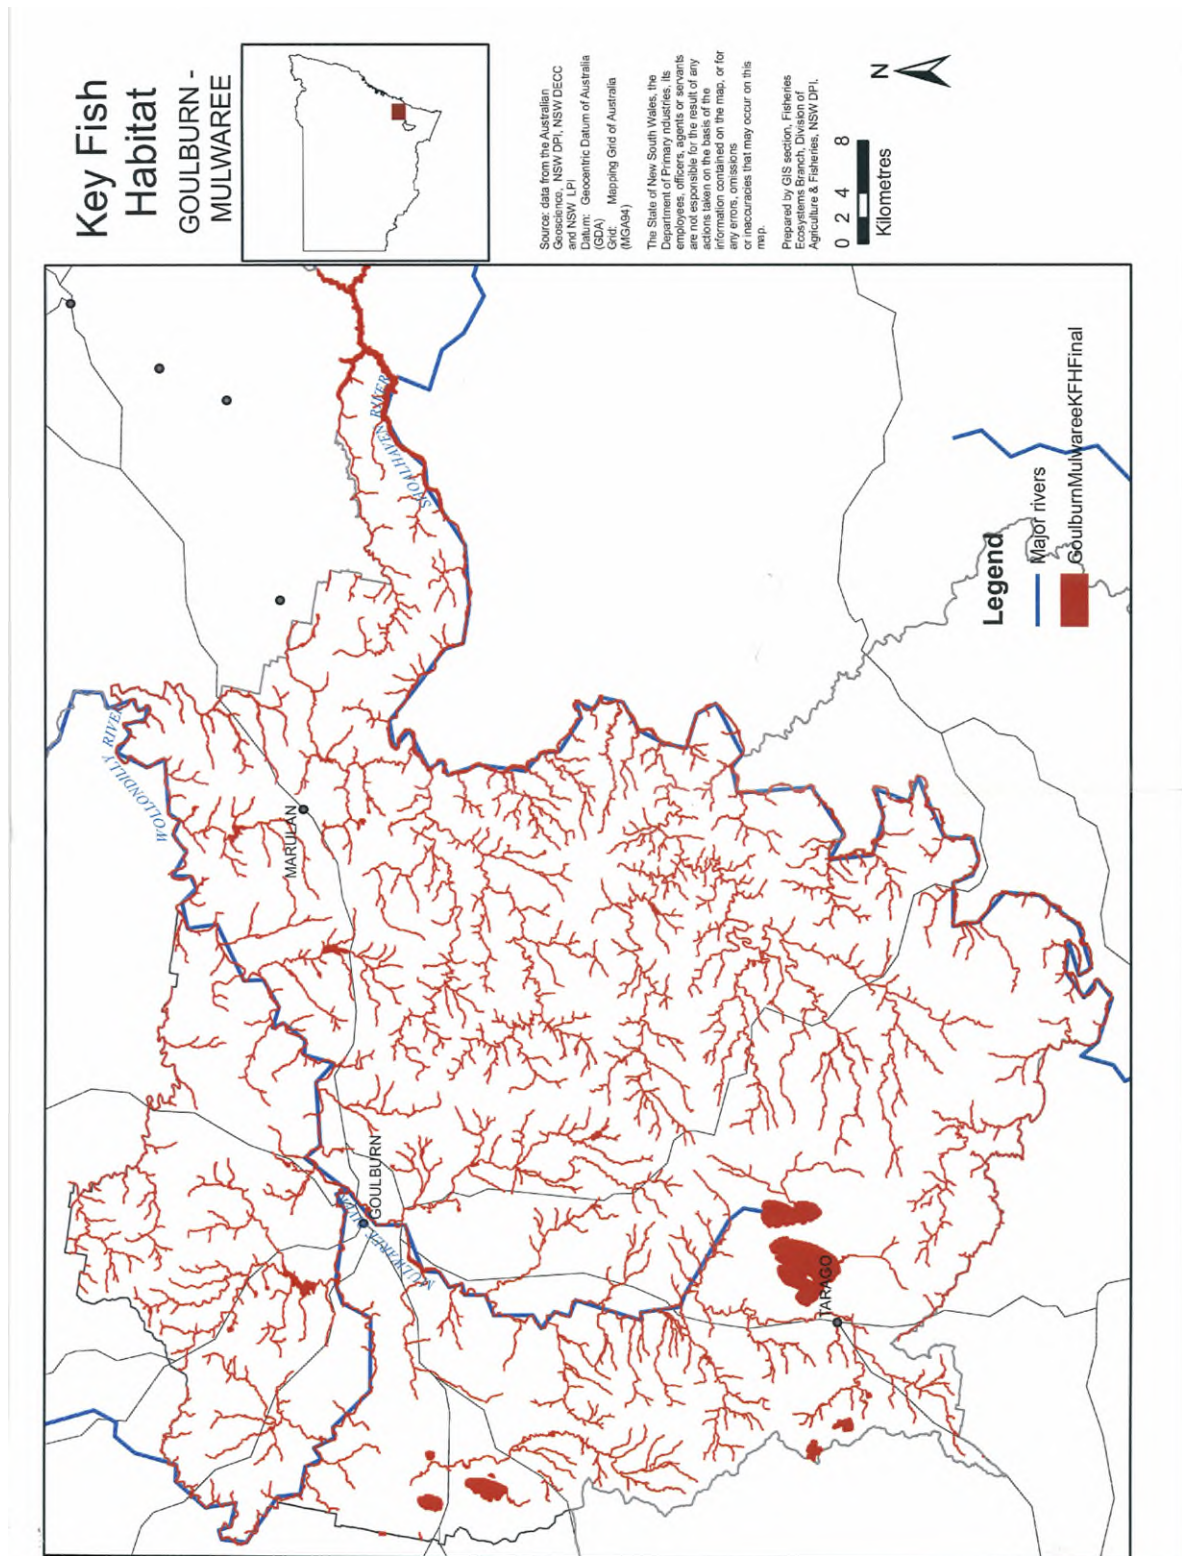 Key Fish
Habitat
GOULBURN -
MULWAREE
Source: data from the Australian
Geoscience, NSW DPI, NSW DECC
and NSW LPI
Datum: Geocentric Datum of Australia
(GDA)
Grid: Mapping Grid of Australia
(MGA94)
The State of New South Wales, the
Department of Primary ndustries, its
employees, officers, agents or servants
are not esponsible for the result of any
actions taken on the basis of the
information contained on the map, or for
any errors, omissions
or inaccuracies that may occur on this
map.
Prepared by GIS section, Fisheries
Ecosystems Branch, Division of
Agriculture & Fisheries, NSW DPI.
0 2 4 8
Kilometres
N
WOLLONDILLY RIVER
SHOALHAVEN RIVER
MARULAN
GOULBURN
MULWAREE RIVER
TARAGO
Legend
Major rivers
GoulburnMulwareeKFHFinal